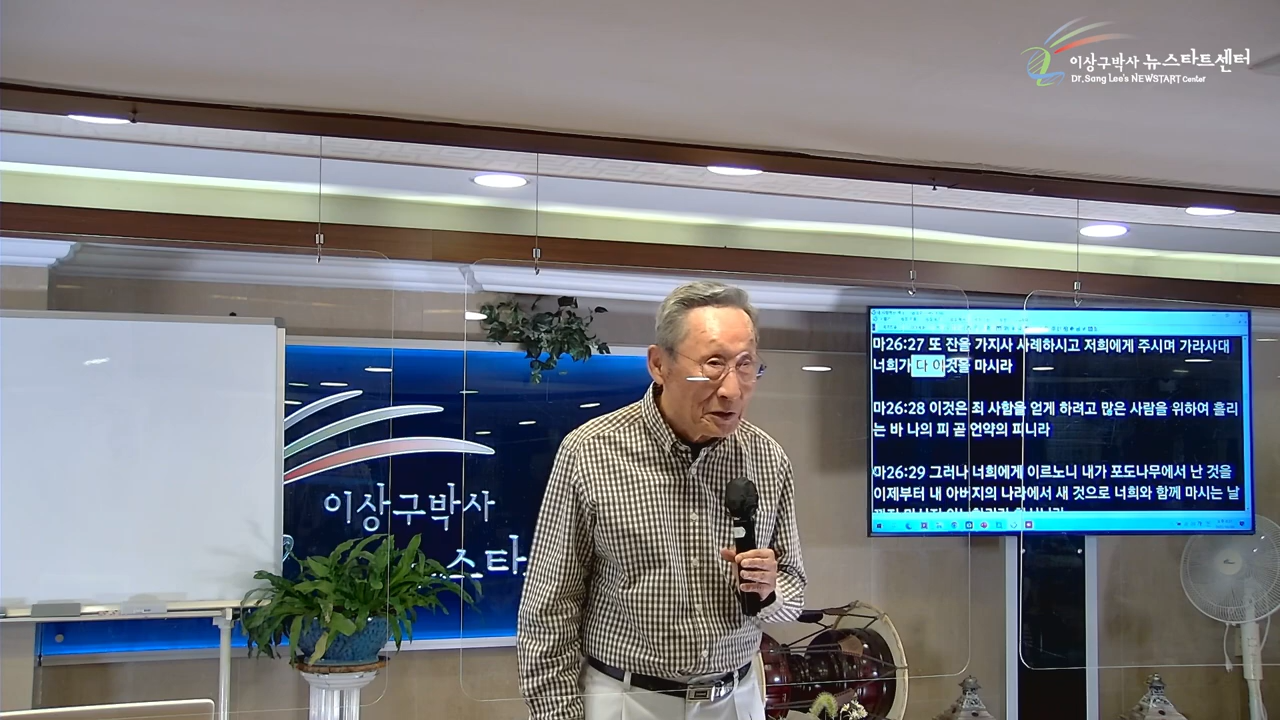 이상구박사 뉴스타트센터
Dr. Sang Lee's NEWSTART Center
마26:27 또 잔을 가지사 사례하시고 저희에게 주시며 가라사대
너희가 다 이것을 마시라
마26:28 이것은 죄 사함을 얻게 하려고 많은 사람을 위하여 흘리
는 바 나의 피 곧 언약의 피니라
마26:29 그러나 너희에게 이르노니 내가 포도나무에서 난 것을
이제부터 내 아버지의 나라에서 새 것으로 너희와 함께 마시는 날
이상구박사
스타